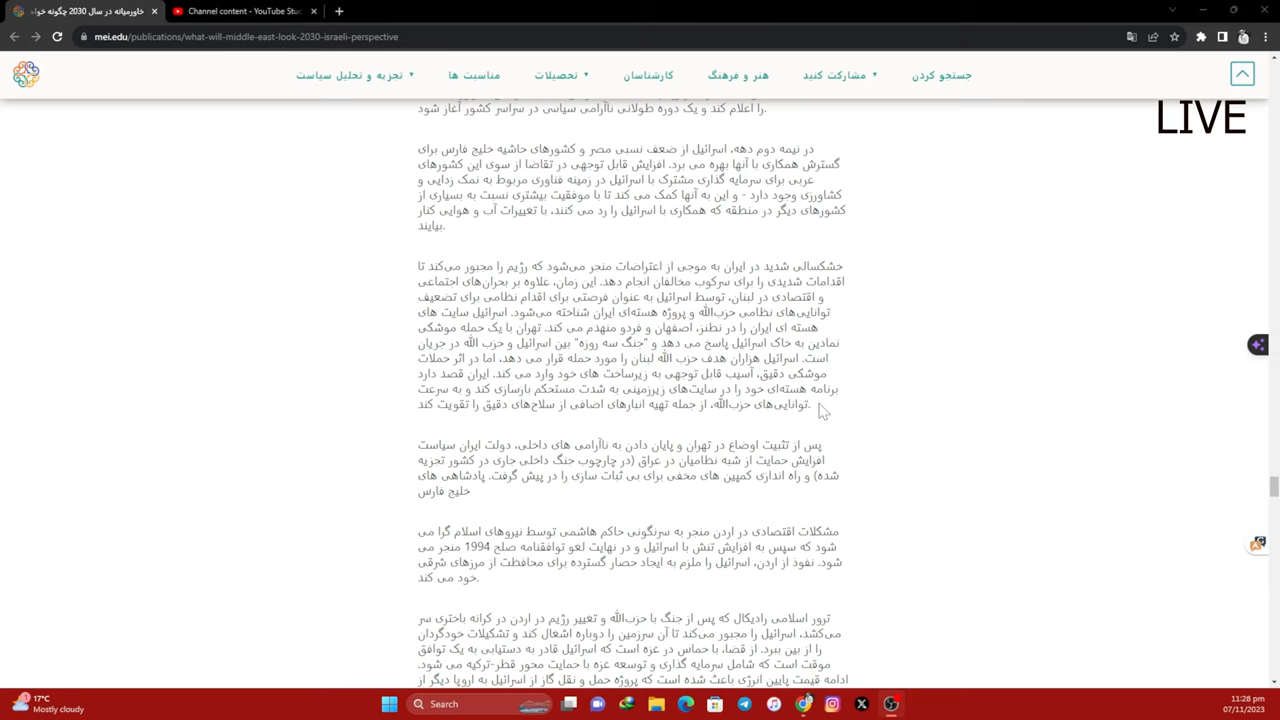 خاورمیانه در سال 2030 چگونه خواه
Channel content - YouTube Stu
mei.edu/publications/what-will-middle-east-look-2030-israeli-perspective
تجزیه و تحلیل سیاست
مناسبت ها
تحصیلات
کارشناسان
هنر و فرهنگ
مشارکت کنید
جستجو کردن
LIVE
را اعلام کند و یک دوره طولانی ناآرامی سیاسی در سراسر کشور آغاز شود.
در نیمه دوم دهه، اسرائیل از ضعف نسبی مصر و کشورهای حاشیه خلیج فارس برای
گسترش همکاری با آنها بهره می برد. افزایش قابل توجهی در تقاضا از سوی این کشورهای
عربی برای سرمایه گذاری مشترک با اسرائیل در زمینه فناوری مربوط به نمک زدایی و
کشاورزی وجود دارد - و این به آنها کمک می کند تا با موفقیت بیشتری نسبت به بسیاری از
کشورهای دیگر در منطقه که همکاری با اسرائیل را رد می کنند، با تغییرات آب و هوایی کنار
بیایند.
خشکسالی شدید در ایران به موجی از اعتراضات منجر می‌شود که رژیم را مجبور می‌کند تا
اقدامات شدیدی را برای سرکوب مخالفان انجام دهد. این زمان، علاوه بر بحران‌های اجتماعی
و اقتصادی در لبنان، توسط اسرائیل به عنوان فرصتی برای اقدام نظامی برای تضعیف
توانایی‌های نظامی حزب‌الله و پروژه هسته‌ای ایران شناخته می‌شود. اسرائیل سایت های
هسته ای ایران را در نطنز، اصفهان و فردو منهدم می کند. تهران با یک حمله موشکی
نمادین به خاک اسرائیل پاسخ می دهد و "جنگ سه روزه" بین اسرائیل و حزب الله در جریان
است. اسرائیل هزاران هدف حزب الله لبنان را مورد حمله قرار می دهد، اما در اثر حملات
موشکی دقیق، آسیب قابل توجهی به زیرساخت های خود وارد می کند. ایران قصد دارد
برنامه هسته‌ای خود را در سایت‌های زیرزمینی به شدت مستحکم بازسازی کند و به سرعت
توانایی‌های حزب‌الله، از جمله تهیه انبارهای اضافی از سلاح‌های دقیق را تقویت کند.
پس از تثبیت اوضاع در تهران و پایان دادن به ناآرامی های داخلی، دولت ایران سیاست
افزایش حمایت از شبه نظامیان در عراق (در چارچوب جنگ داخلی جاری در کشور تجزیه
شده) و راه اندازی کمپین های مخفی برای بی ثبات سازی را در پیش گرفت. پادشاهی های
خلیج فارس
مشکلات اقتصادی در اردن منجر به سرنگونی حاکم هاشمی توسط نیروهای اسلام گرا می
شود که سپس به افزایش تنش با اسرائیل و در نهایت لغو توافقنامه صلح 1994 منجر می
شود. نفوذ از اردن، اسرائیل را ملزم به ایجاد حصار گسترده برای محافظت از مرزهای شرقی
خود می کند.
ترور اسلامی رادیکال که پس از جنگ با حزب‌الله و تغییر رژیم در اردن در کرانه باختری سر
می‌کشد، اسرائیل را مجبور می‌کند تا آن سرزمین را دوباره اشغال کند و تشکیلات خودگردان
را از بین ببرد. از قضا، با حماس در غزه است که اسرائیل قادر به دستیابی به یک توافق
موقت است که شامل سرمایه گذاری و توسعه غزه با حمایت محور قطر-ترکیه می شود.
ادامه قیمت پایین انرژی باعث شده است که پروژه حمل و نقل گاز از اسرائیل به اروپا دیگر از
17°C
Mostly cloudy
Search
11:28 pm
07/11/2023